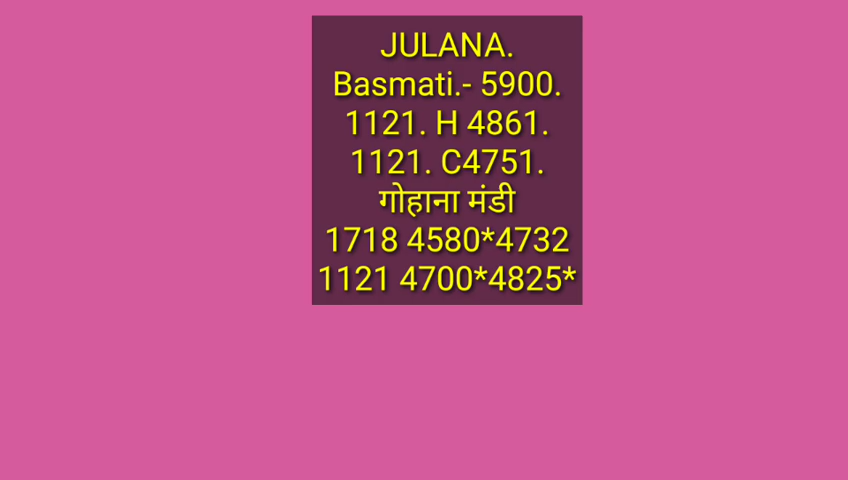 JULANA.
Basmati.- 5900.
1121. H 4861.
1121. C4751.
गोहाना मंडी
1718 4580*4732
1121 4700*4825*